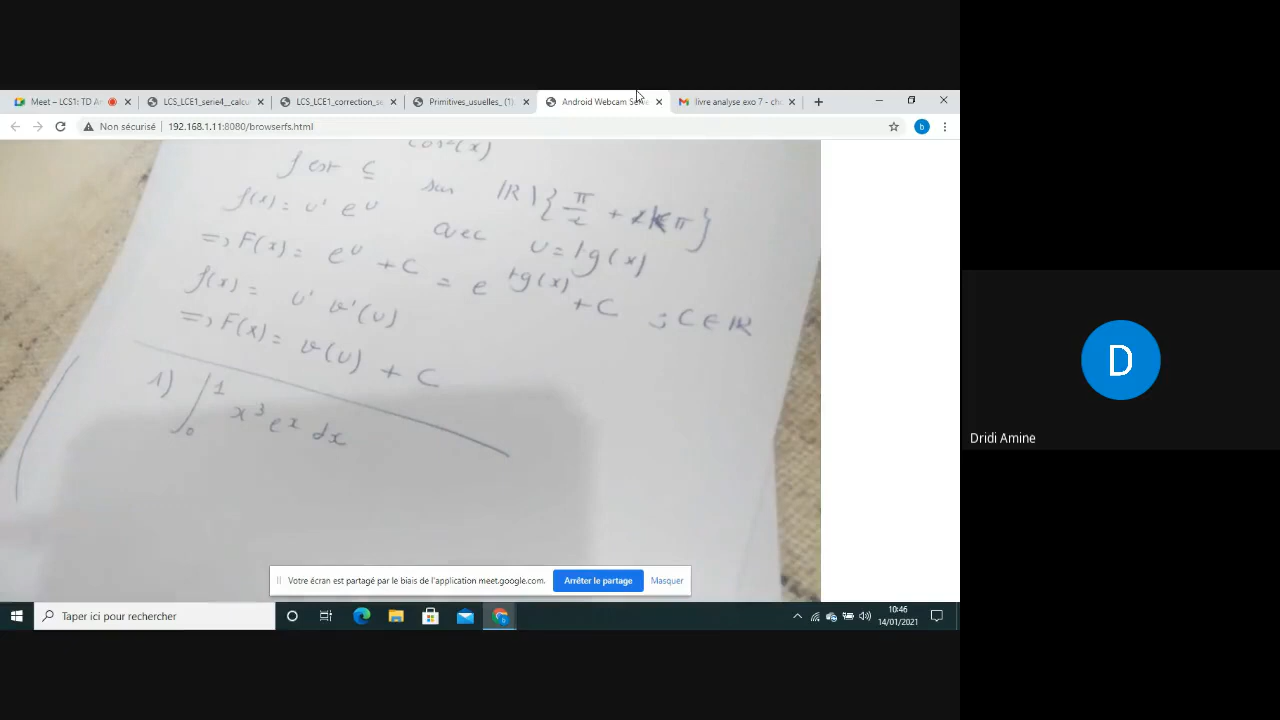 Meet – LCS1: TD A
LCS_LCE1_serie4__calcu
LCS_LCE1_correction_se
Primitives_usuelles_ (1)
Android Webcam Se
livre analyse exo 7 - ch
Non sécurisé 192.168.1.11:8080/browserfs.html
b
cos²(x)
f est C sur IR \ { π/2 + kπ }
f(x) = u' e^u avec u = tg(x)
=> F(x) = e^u + C = e^tg(x) + C ; C ∈ IR
f(x) = u' v'(u)
=> F(x) = v(u) + C
1) ∫₀¹ x³ eˣ dx
D
Dridi Amine
Votre écran est partagé par le biais de l'application meet.google.com.
Arrêter le partage
Masquer
Taper ici pour rechercher
10:46
14/01/2021